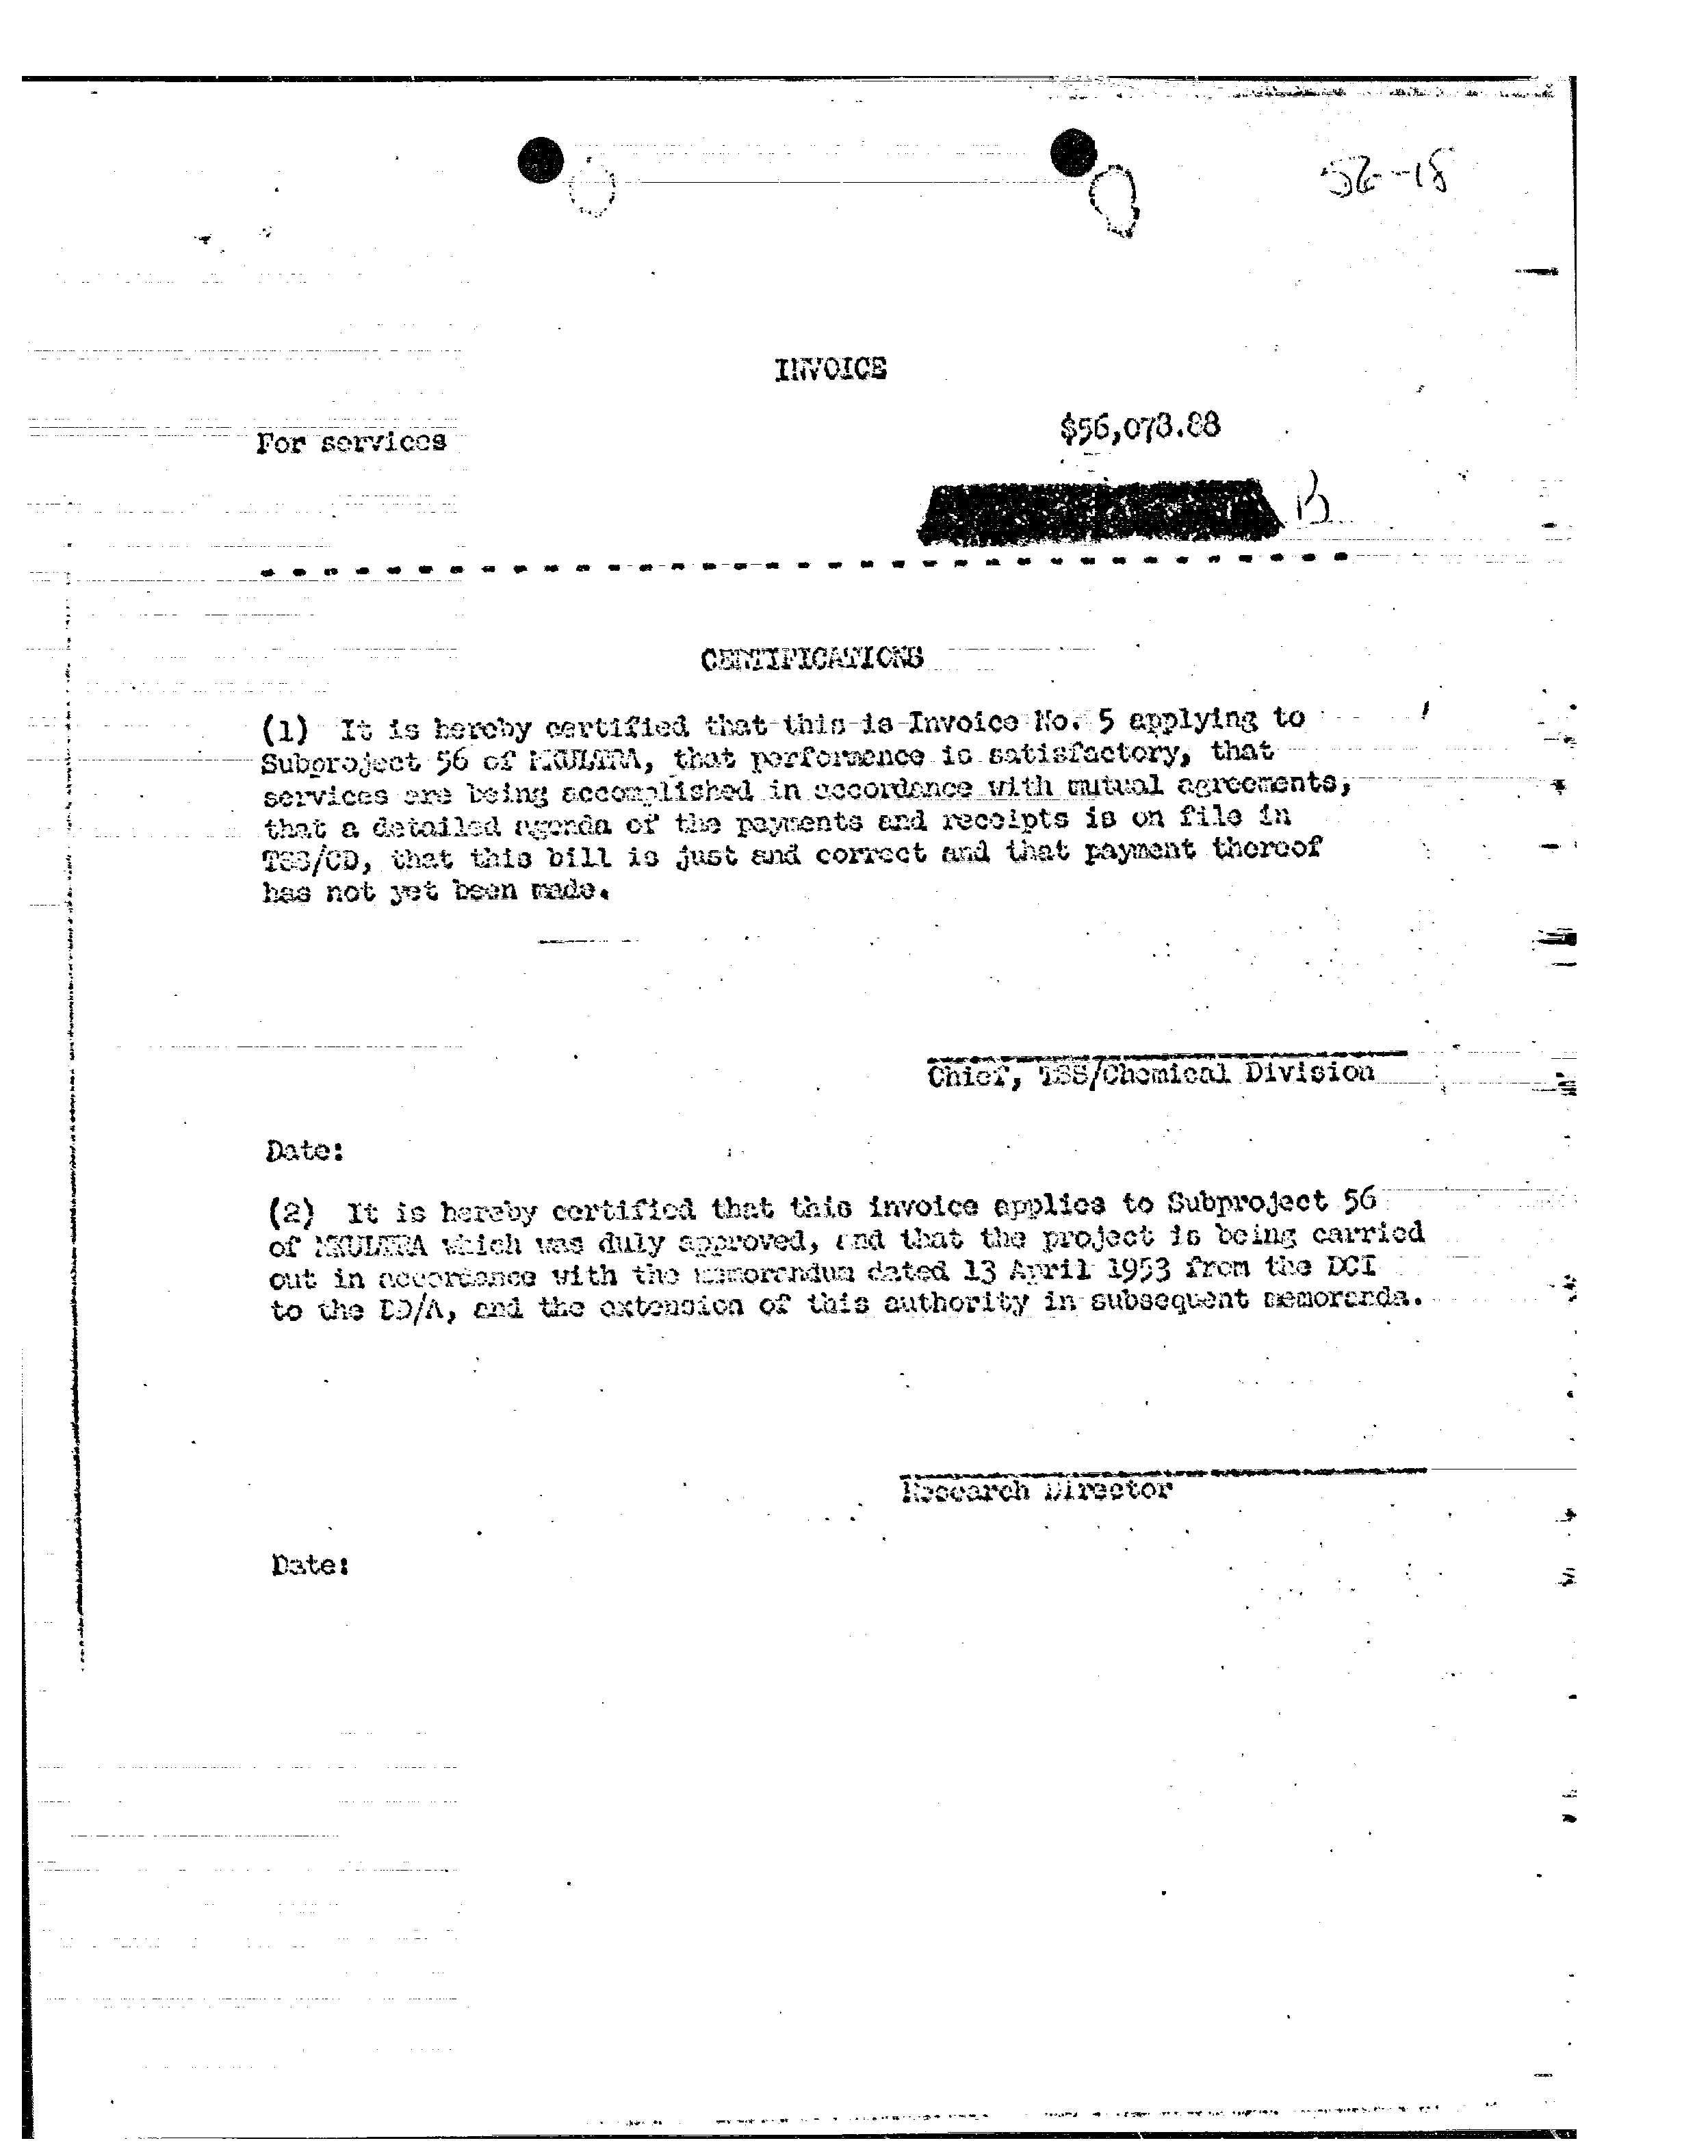 56-18
INVOICE
For services
$56,078.88
B
CERTIFICATIONS
(1) It is hereby certified that this is Invoice No. 5 applying to
Subproject 56 of MKULTRA, that performance is satisfactory, that
services are being accomplished in accordance with mutual agreements,
that a detailed agenda of the payments and receipts is on file in
TSS/CD, that this bill is just and correct and that payment thereof
has not yet been made.
Chief, TSS/Chemical Division
Date:
(2) It is hereby certified that this invoice applies to Subproject 56
of MKULTRA which was duly approved, and that the project is being carried
out in accordance with the memorandum dated 13 April 1953 from the DCI
to the DD/A, and the extension of this authority in subsequent memoranda.
Research Director
Date: